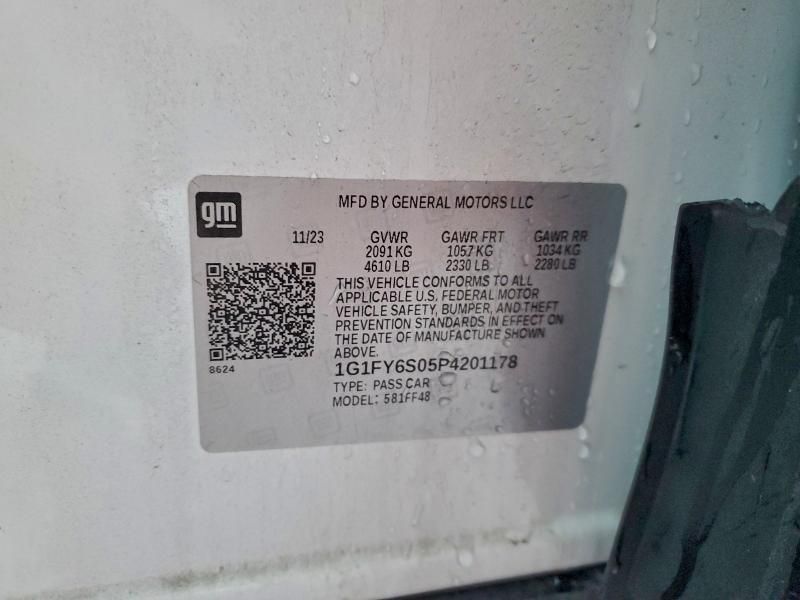 gm
MFD BY GENERAL MOTORS LLC
11/23 GVWR GAWR FRT GAWR RR
2091 KG 1057 KG 1034 KG
4610 LB 2330 LB 2280 LB
THIS VEHICLE CONFORMS TO ALL
APPLICABLE U.S. FEDERAL MOTOR
VEHICLE SAFETY, BUMPER, AND THEFT
PREVENTION STANDARDS IN EFFECT ON
THE DATE OF MANUFACTURE SHOWN
ABOVE.
8624
1G1FY6S05P4201178
TYPE: PASS CAR
MODEL: 581FF48